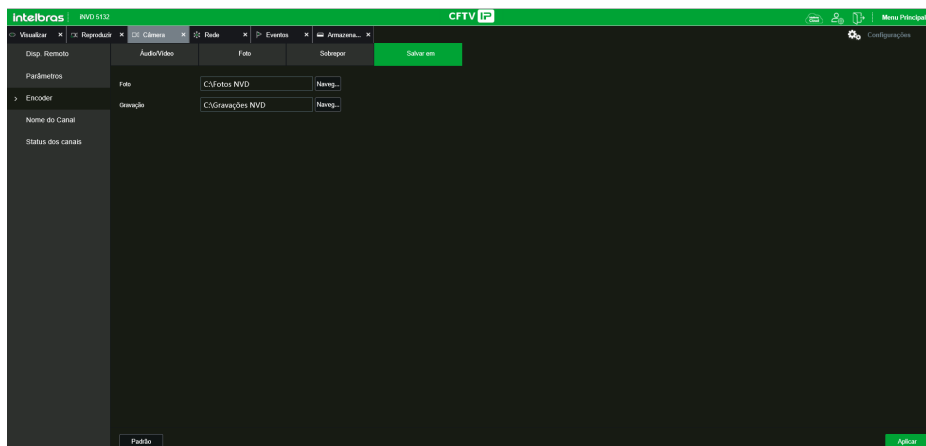 intelbras iNVD 5132 CFTV IP Menu Principal
Visualizar × Reproduzir × Câmera × Rede × Eventos × Armazena... × Configurações
Disp. Remoto Áudio/Vídeo Foto Sobrepor Salvar em
Parâmetros
Foto C:\Fotos NVD Naveg...
Encoder
Gravação C:\Gravações NVD Naveg...
Nome do Canal
Status dos canais
Padrão Aplicar